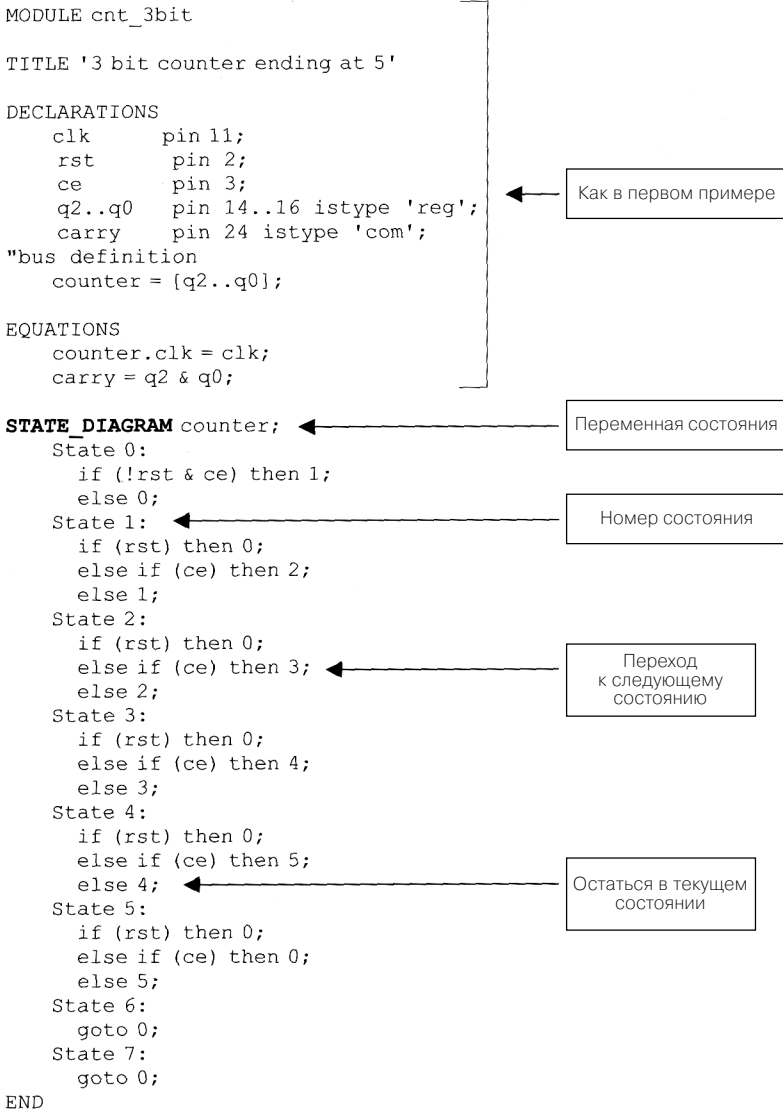 MODULE cnt_3bit
TITLE '3 bit counter ending at 5'
DECLARATIONS
clk pin 11;
rst pin 2;
ce pin 3;
q2..q0 pin 14..16 istype 'reg';
carry pin 24 istype 'com';
"bus definition
counter = [q2..q0];
EQUATIONS
counter.clk = clk;
carry = q2 & q0;
Как в первом примере
STATE_DIAGRAM counter;
Переменная состояния
State 0:
if (!rst & ce) then 1;
else 0;
State 1:
Номер состояния
if (rst) then 0;
else if (ce) then 2;
else 1;
State 2:
if (rst) then 0;
else if (ce) then 3;
Переход
к следующему
состоянию
else 2;
State 3:
if (rst) then 0;
else if (ce) then 4;
else 3;
State 4:
if (rst) then 0;
else if (ce) then 5;
else 4;
Остаться в текущем
состоянии
State 5:
if (rst) then 0;
else if (ce) then 0;
else 5;
State 6:
goto 0;
State 7:
goto 0;
END